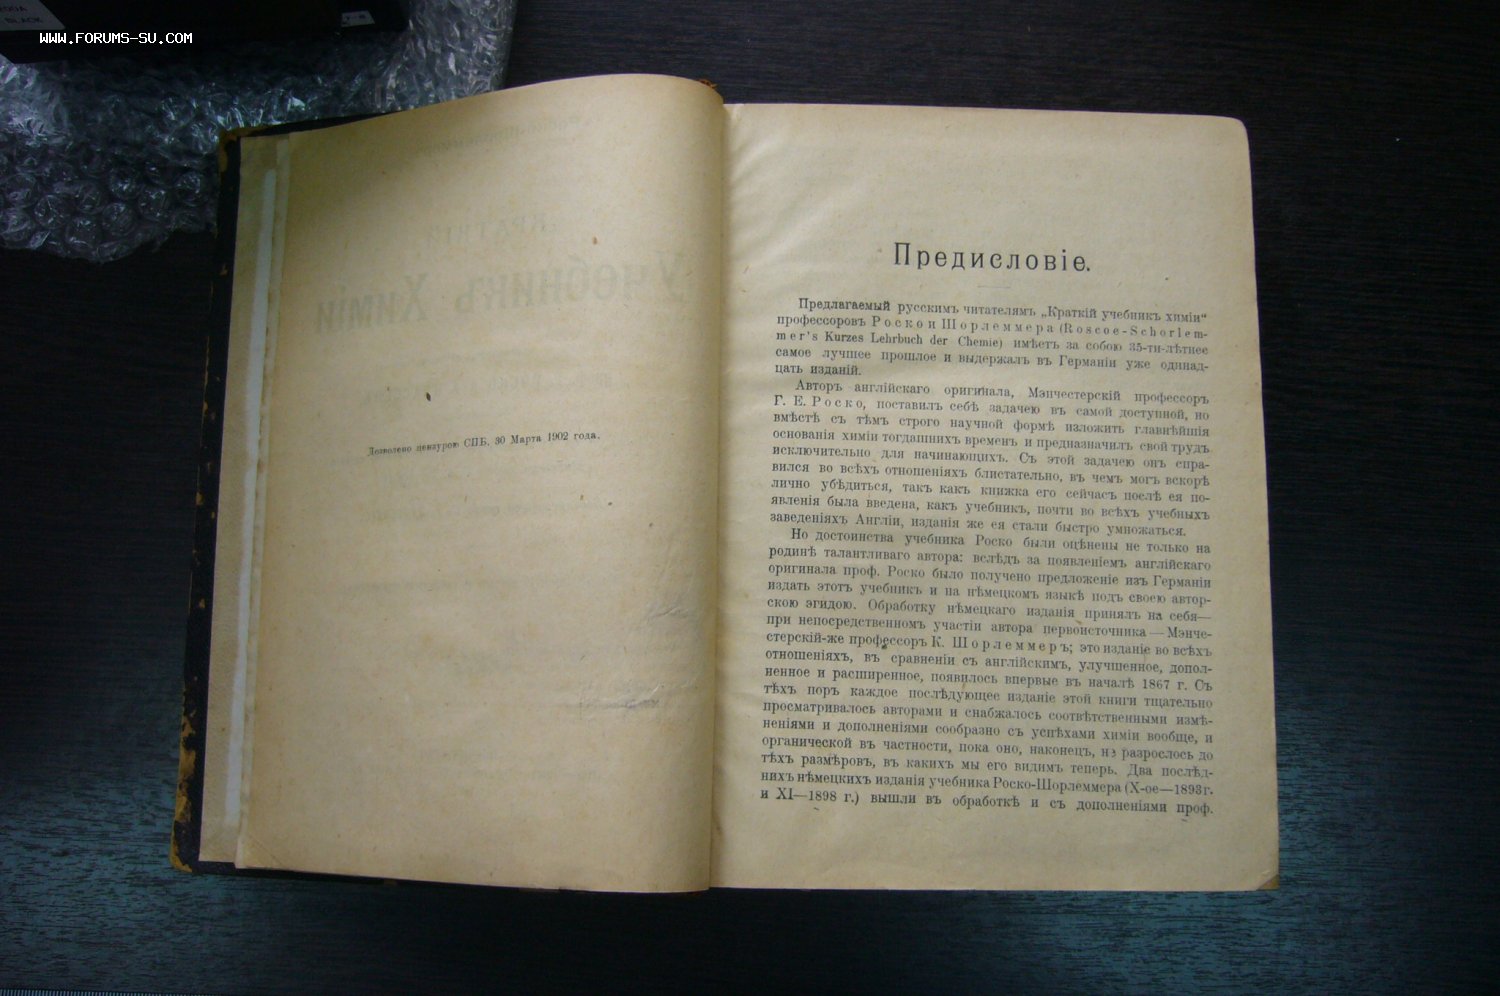 200A
BLACK
www.FORUMS-SU.COM
КРАТКІЙ
Учебникъ Химіи
Дозволено цензурою СПБ. 30 Марта 1902 года.
Предисловіе.
Предлагаемый русскимъ читателямъ „Краткій учебникъ химіи“
профессоровъ Роско и Шорлеммера (Roscoe-Schorlem-
mer's Kurzes Lehrbuch der Chemie) имѣетъ за собою 35-ти-лѣтнее
самое лучшее прошлое и выдержалъ въ Германіи уже одинад-
цать изданій.
Авторъ англійскаго оригинала, Мэнчестерскій профессоръ
Г. Е. Роско, поставилъ себѣ задачею въ самой доступной, но
вмѣстѣ съ тѣмъ строго научной формѣ изложить главнѣйшія
основанія химіи тогдашнихъ временъ и предназначилъ свой трудъ
исключительно для начинающихъ. Съ этой задачею онъ спра-
вился во всѣхъ отношеніяхъ блистательно, въ чемъ могъ вскорѣ
лично убѣдиться, такъ какъ книжка его сейчасъ послѣ ея по-
явленія была введена, какъ учебникъ, почти во всѣхъ учебныхъ
заведеніяхъ Англіи, изданія же ея стали быстро умножаться.
Но достоинства учебника Роско были оцѣнены не только на
родинѣ талантливаго автора: вслѣдъ за появленіемъ англійскаго
оригинала проф. Роско было получено предложеніе изъ Германіи
издать этотъ учебникъ и на нѣмецкомъ языкѣ подъ своею автор-
скою эгидою. Обработку нѣмецкаго изданія принялъ на себя—
при непосредственномъ участіи автора первоисточника — Мэнче-
стерскій-же профессоръ К. Шорлеммеръ; это изданіе во всѣхъ
отношеніяхъ, въ сравненіи съ англійскимъ, улучшенное, допол-
ненное и расширенное, появилось впервые въ началѣ 1867 г. Съ
тѣхъ поръ каждое послѣдующее изданіе этой книги тщательно
просматривалось авторами и снабжалось соотвѣтственными измѣ-
неніями и дополненіями сообразно съ успѣхами химіи вообще, и
органической въ частности, пока оно, наконецъ, не разрослось до
тѣхъ размѣровъ, въ какихъ мы его видимъ теперь. Два послѣд-
нихъ нѣмецкихъ изданія учебника Роско-Шорлеммера (X-ое—1893 г.
и XI—1898 г.) вышли въ обработкѣ и съ дополненіями проф.